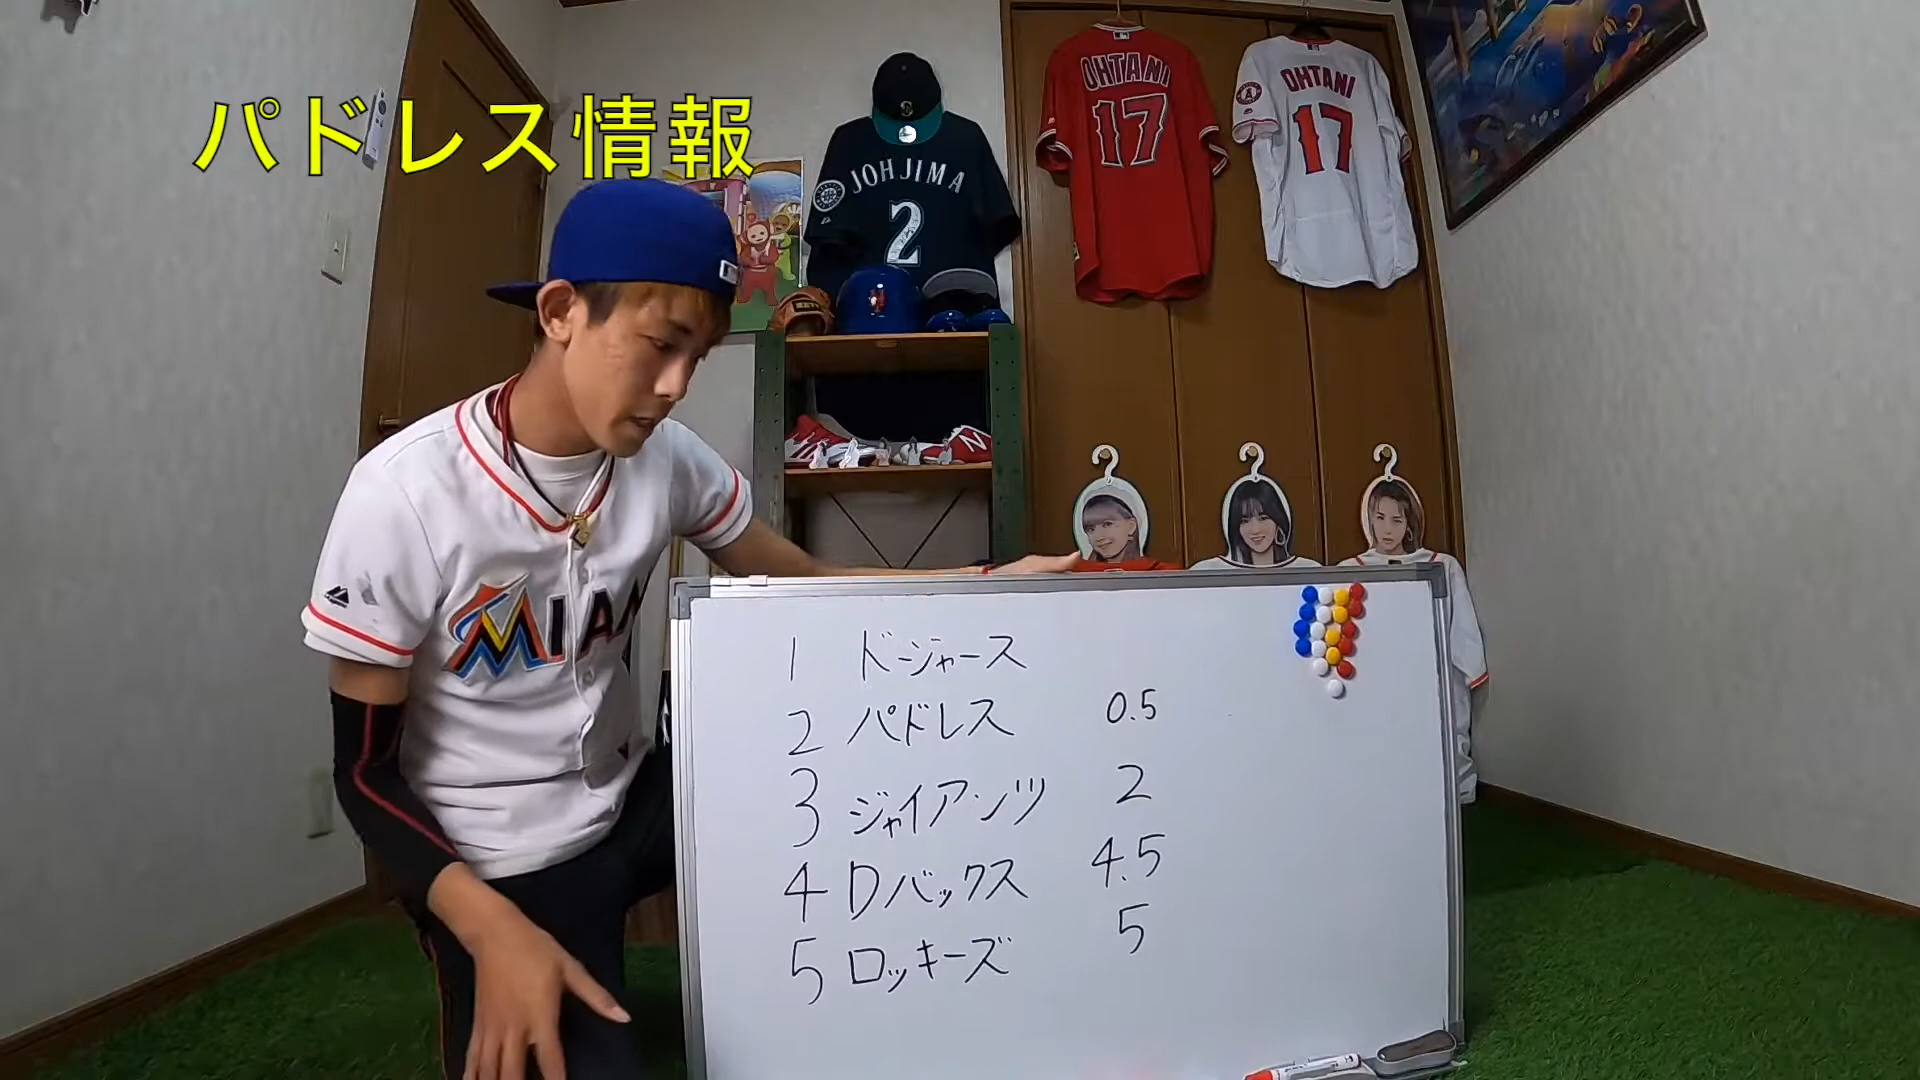 パドレス情報
JOHJIMA
2
OHTANI
17
OHTANI
17
MIAM
1 ドジャース
2 パドレス 0.5
3 ジャイアンツ 2
4 Dバックス 4.5
5 ロッキーズ 5